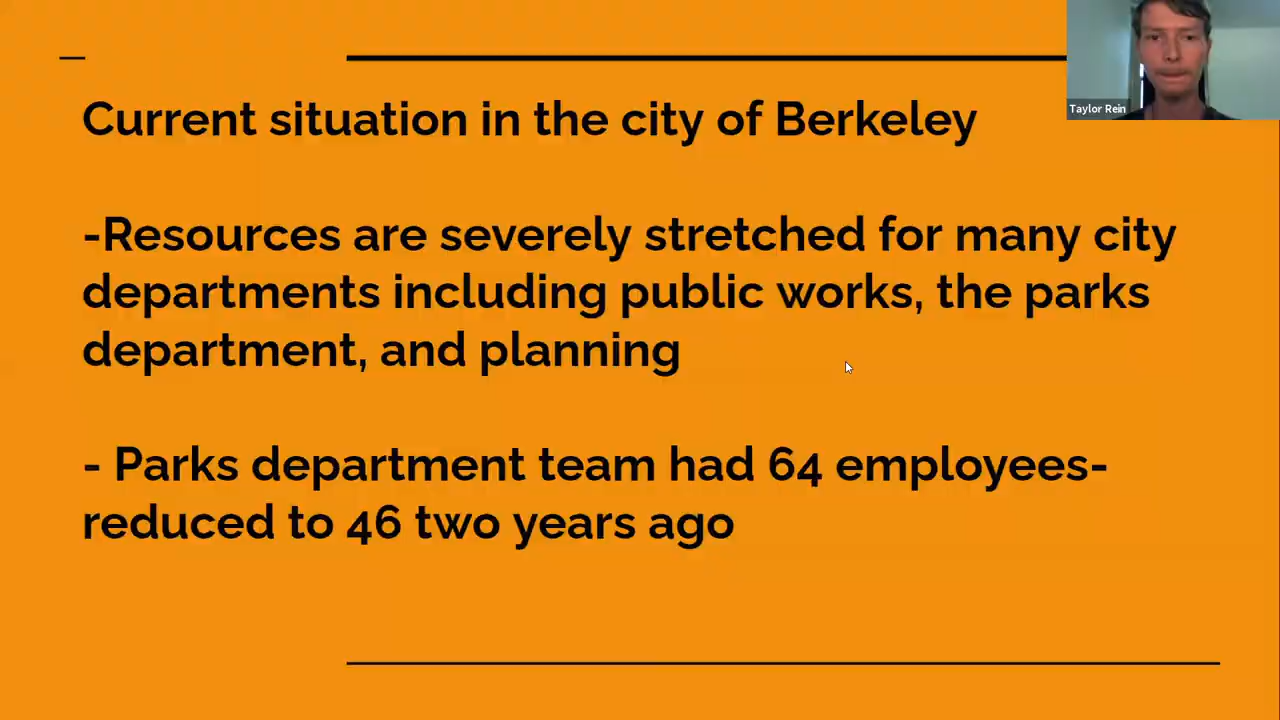 Taylor Rein
Current situation in the city of Berkeley
-Resources are severely stretched for many city
departments including public works, the parks
department, and planning
- Parks department team had 64 employees-
reduced to 46 two years ago